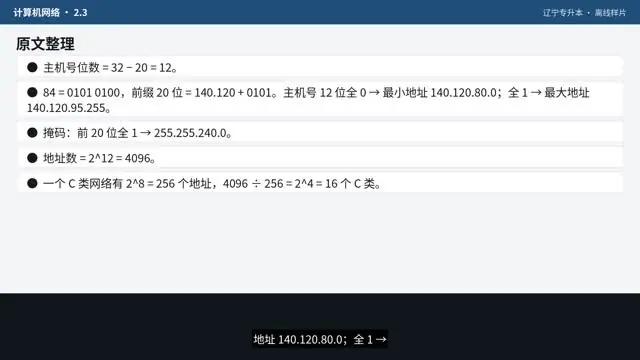 计算机网络 · 2.3
辽宁专升本 · 离线样片
原文整理
● 主机号位数 = 32 − 20 = 12。
● 84 = 0101 0100，前缀 20 位 = 140.120 + 0101。主机号 12 位全 0 → 最小地址 140.120.80.0；全 1 → 最大地址
140.120.95.255。
● 掩码：前 20 位全 1 → 255.255.240.0。
● 地址数 = 2^12 = 4096。
● 一个 C 类网络有 2^8 = 256 个地址，4096 ÷ 256 = 2^4 = 16 个 C 类。
地址 140.120.80.0；全 1 →